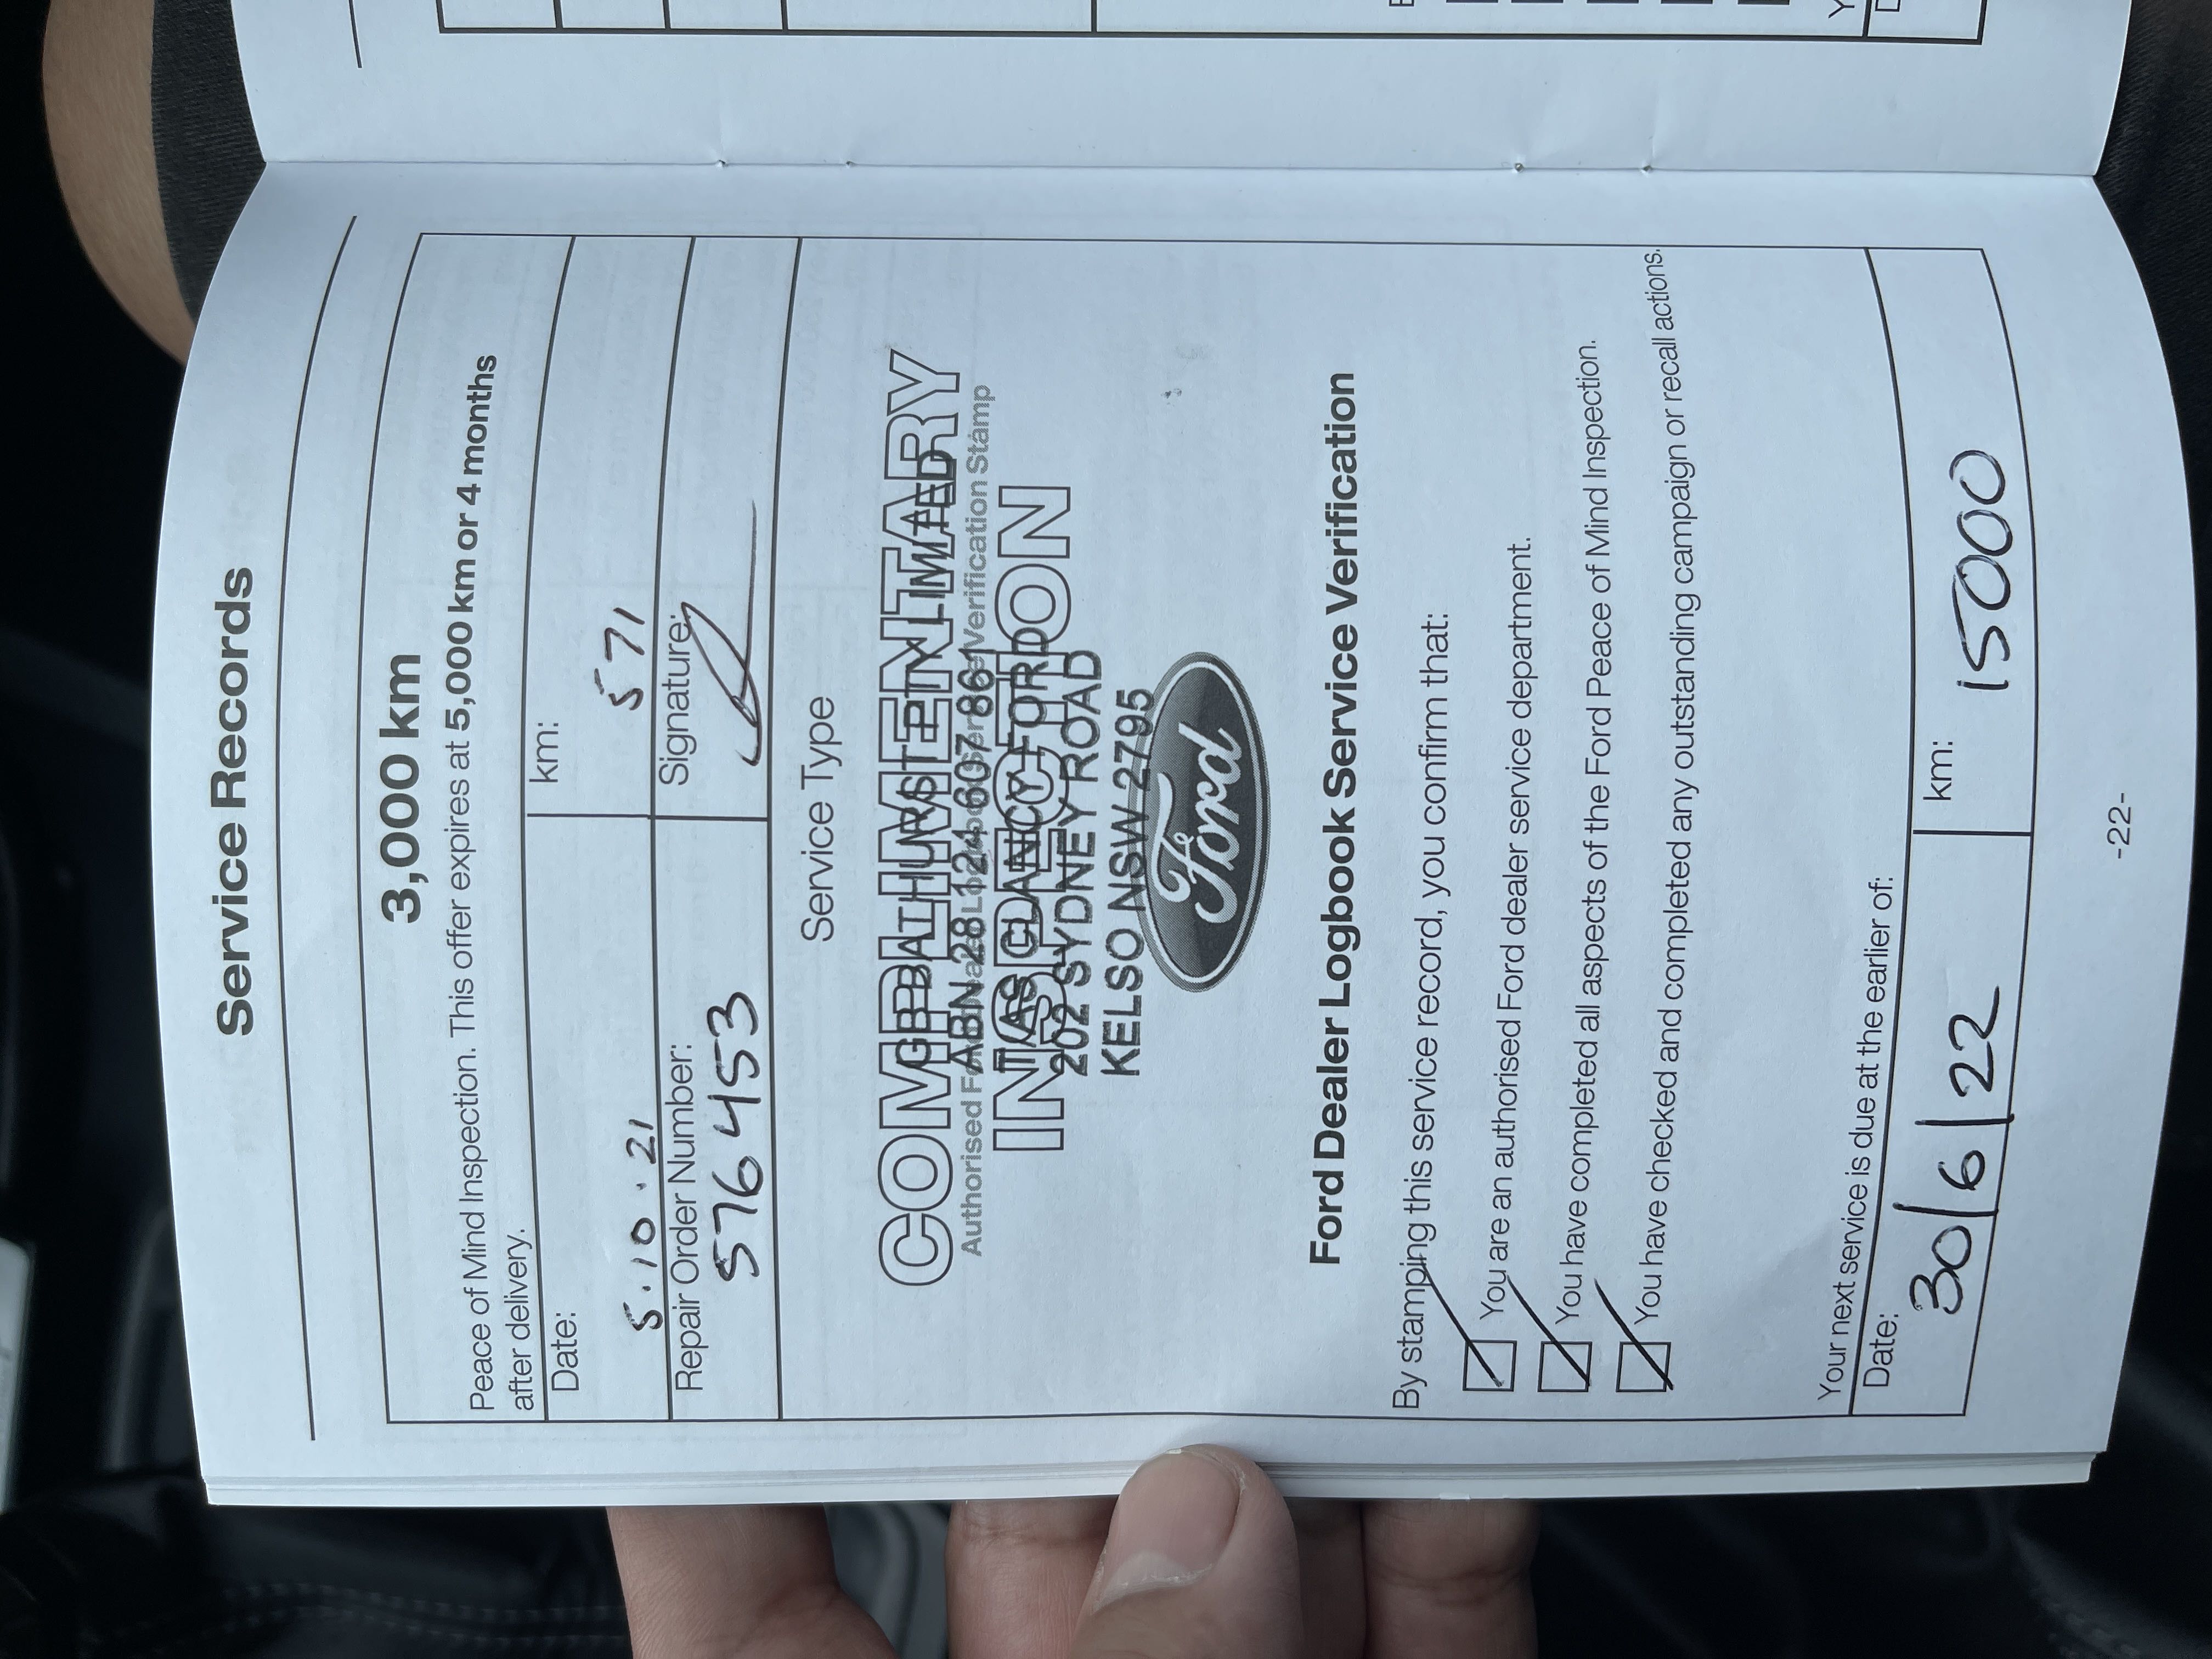 Service Records
3,000 km
Peace of Mind Inspection. This offer expires at 5,000 km or 4 months
after delivery.
Date:
5.10.21
km:
571
Repair Order Number:
576453
Signature:
Service Type
COMPLIMENTARY
GBBATHURST PTY LIMITED
ABN 28 124 607 861
Authorised Ford Dealer Logbook Service Verification Stamp
INSPECTION
T/AS CLANCY FORD
202 SYDNEY ROAD
KELSO NSW 2795
Ford
Ford Dealer Logbook Service Verification
By stamping this service record, you confirm that:
You are an authorised Ford dealer service department.
You have completed all aspects of the Ford Peace of Mind Inspection.
You have checked and completed any outstanding campaign or recall actions.
Your next service is due at the earlier of:
Date:
30/6/22
km:
15000
-22-